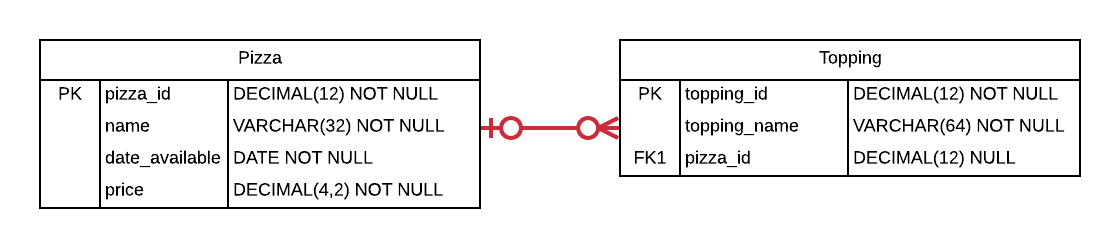 Pizza
PK pizza_id DECIMAL(12) NOT NULL
name VARCHAR(32) NOT NULL
date_available DATE NOT NULL
price DECIMAL(4,2) NOT NULL
Topping
PK topping_id DECIMAL(12) NOT NULL
topping_name VARCHAR(64) NOT NULL
FK1 pizza_id DECIMAL(12) NULL